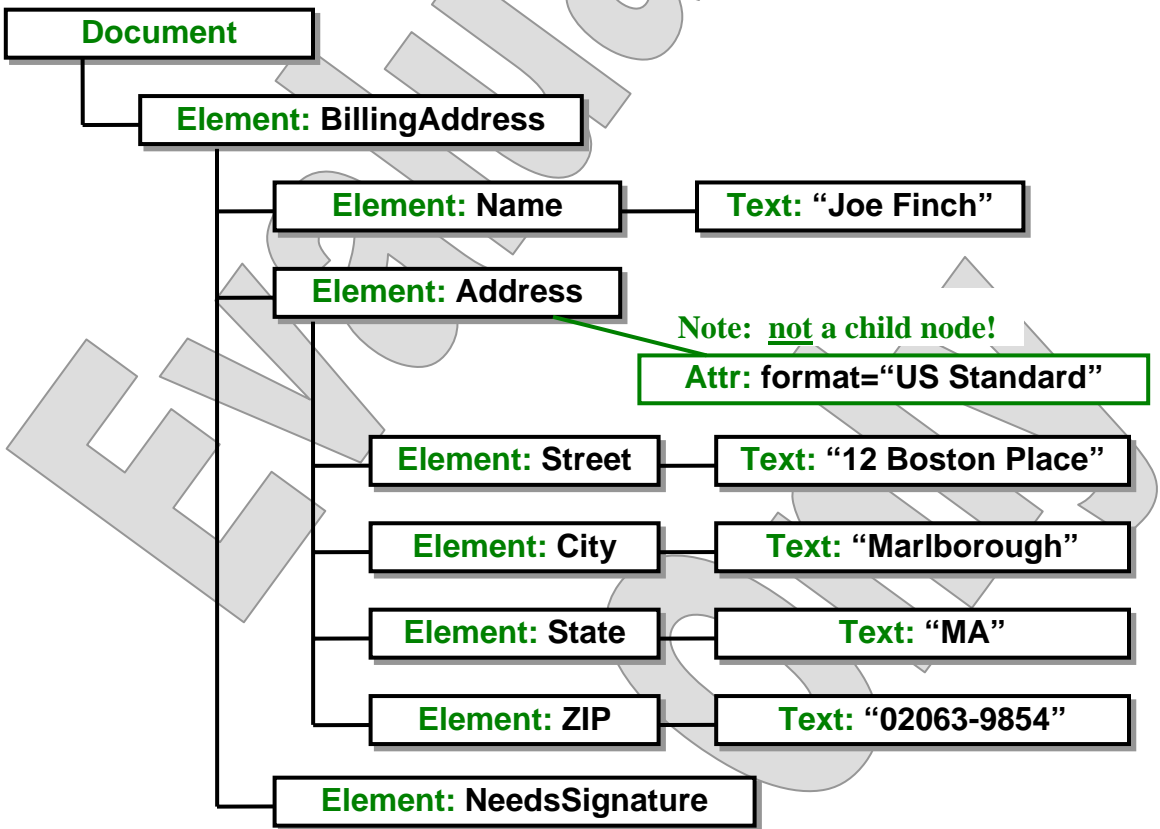 Document
Element: BillingAddress
Element: Name
Text: “Joe Finch”
Element: Address
Note: not a child node!
Attr: format=“US Standard”
Element: Street
Text: “12 Boston Place”
Element: City
Text: “Marlborough”
Element: State
Text: “MA”
Element: ZIP
Text: “02063-9854”
Element: NeedsSignature